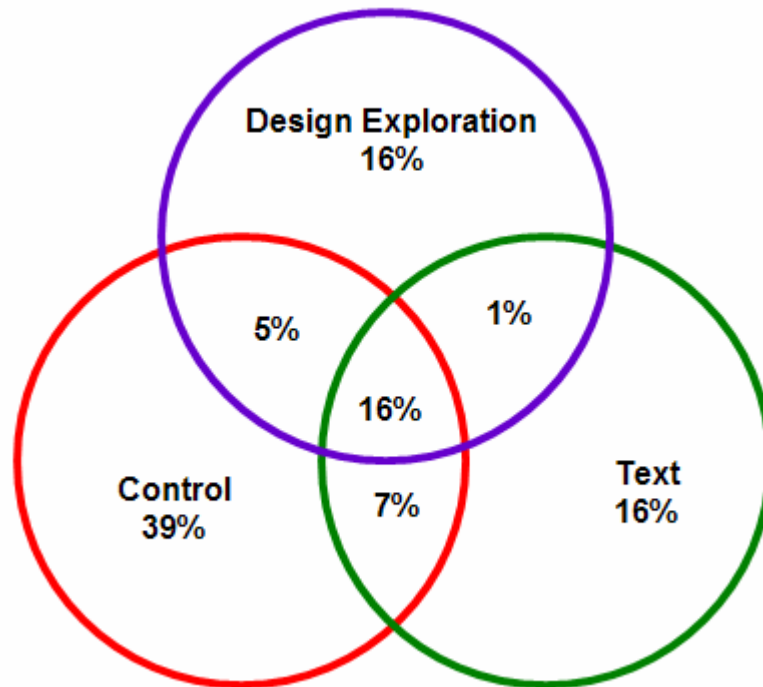 Design Exploration
16%
5%
1%
16%
Control
39%
7%
Text
16%